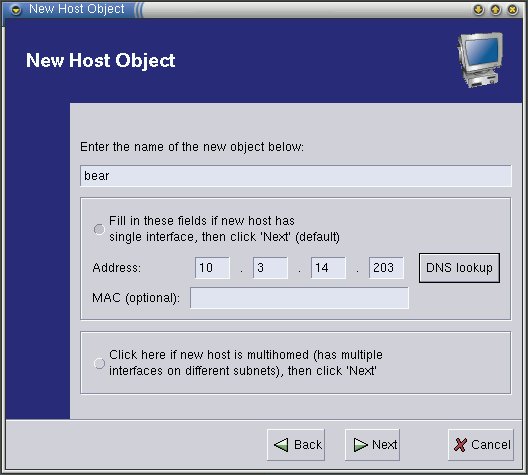 New Host Object
New Host Object
Enter the name of the new object below:
bear
Fill in these fields if new host has
single interface, then click 'Next' (default)
Address: 10 . 3 . 14 . 203 DNS lookup
MAC (optional):
Click here if new host is multihomed (has multiple
interfaces on different subnets), then click 'Next'
Back Next Cancel